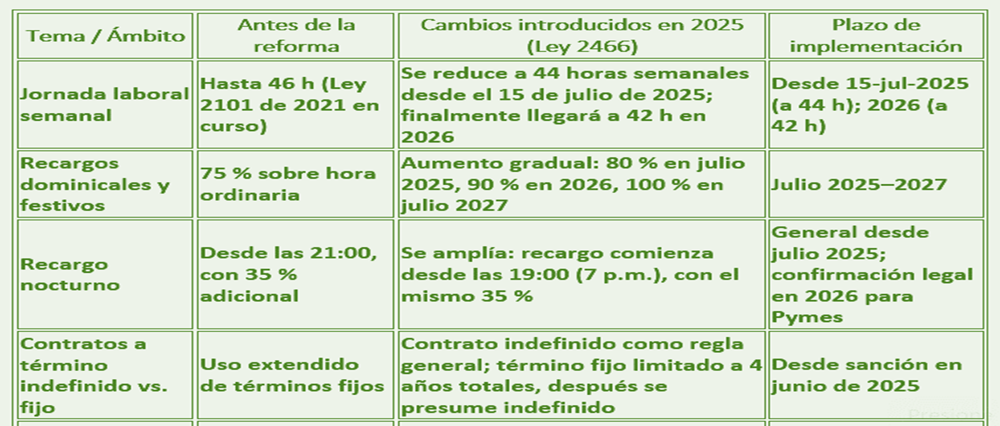 Tema / Ámbito
Antes de la
reforma
Cambios introducidos en 2025
(Ley 2466)
Plazo de
implementación
Jornada laboral
semanal
Hasta 46 h (Ley
2101 de 2021 en
curso)
Se reduce a 44 horas semanales
desde el 15 de julio de 2025;
finalmente llegará a 42 h en
2026
Desde 15-jul-2025
(a 44 h); 2026 (a
42 h)
Recargos
dominicales y
festivos
75 % sobre hora
ordinaria
Aumento gradual: 80 % en julio
2025, 90 % en 2026, 100 % en
julio 2027
Julio 2025–2027
Recargo
nocturno
Desde las 21:00,
con 35 %
adicional
Se amplía: recargo comienza
desde las 19:00 (7 p.m.), con el
mismo 35 %
General desde
julio 2025;
confirmación legal
en 2026 para
Pymes
Contratos a
término
indefinido vs.
fijo
Uso extendido
de términos fijos
Contrato indefinido como regla
general; término fijo limitado a 4
años totales, después se
presume indefinido
Desde sanción en
junio de 2025